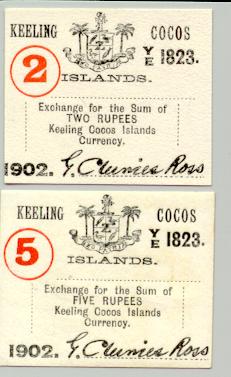 KEELING COCOS
2 YE 1823.
ISLANDS.
Exchange for the Sum of
TWO RUPEES
Keeling Cocos Islands
Currency.
1902. G. Clunies Ross
KEELING COCOS
5 YE 1823.
ISLANDS.
Exchange for the Sum of
FIVE RUPEES
Keeling Cocos Islands
Currency.
1902. G. Clunies Ross